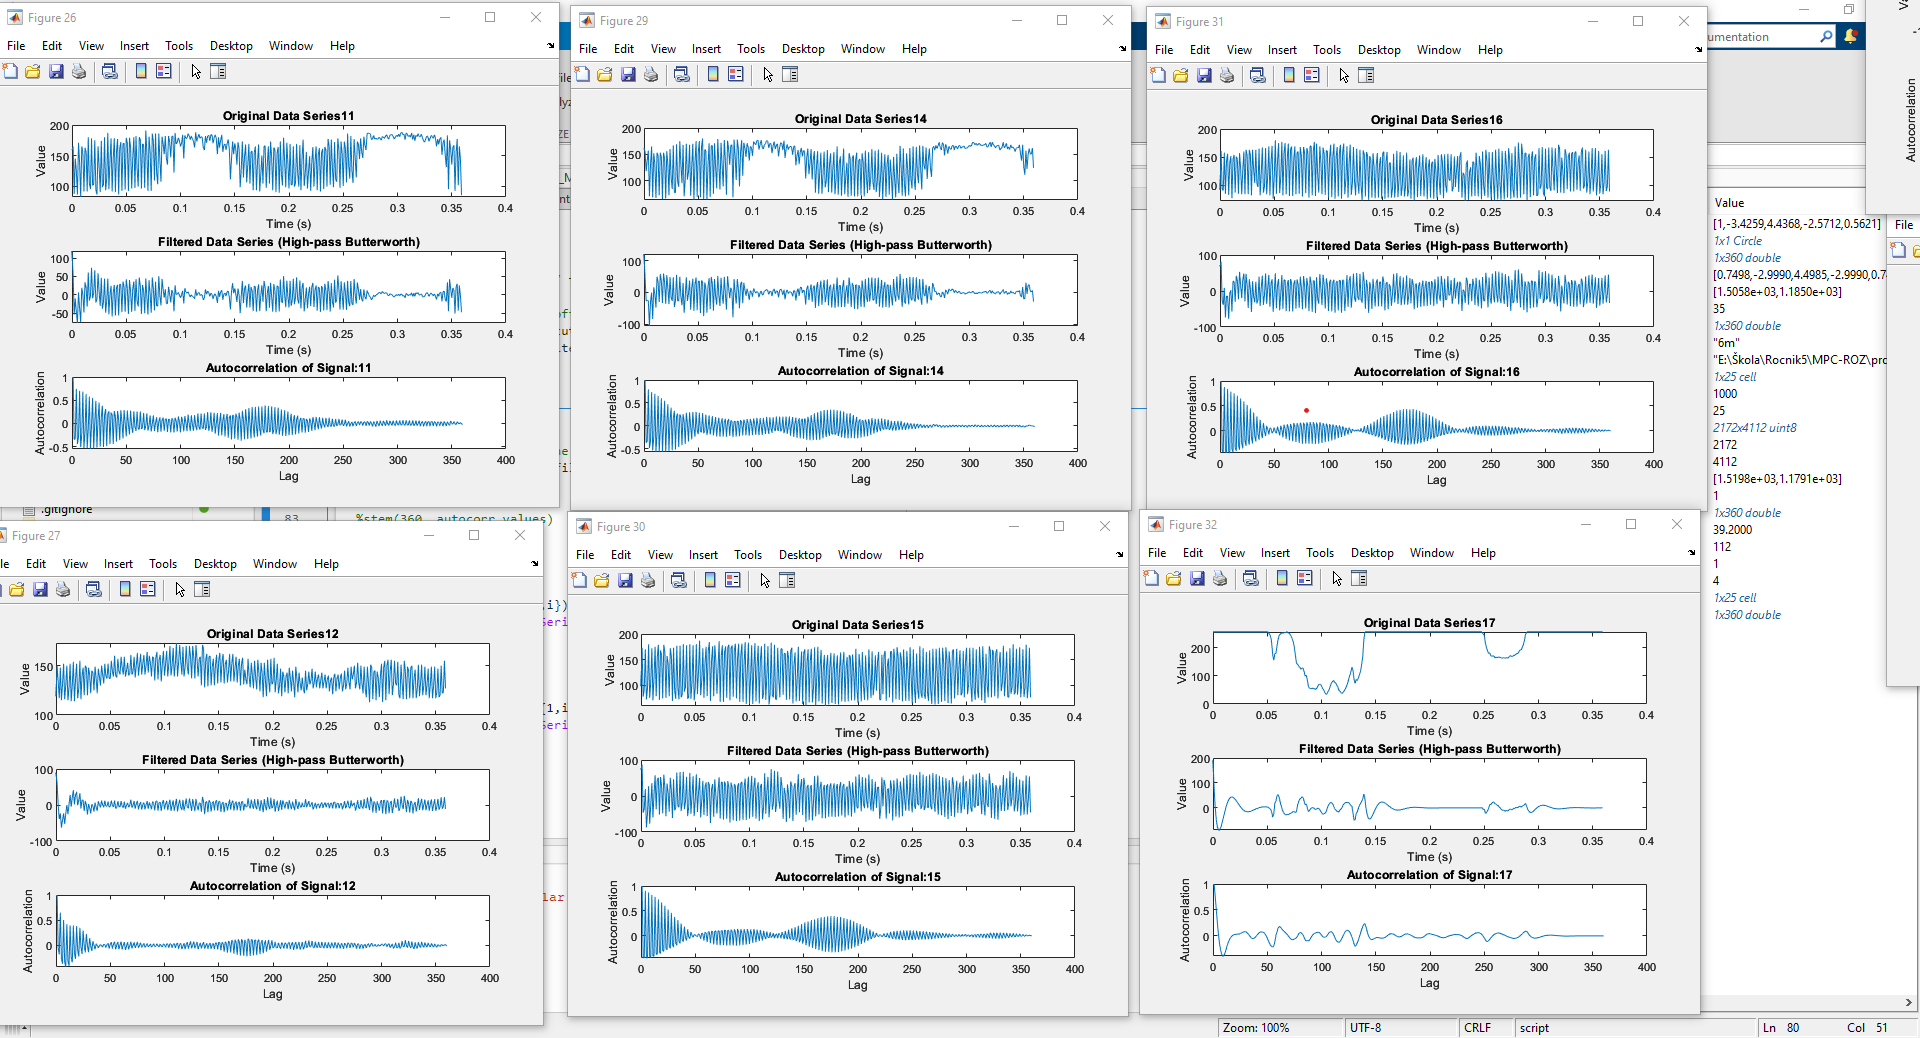 Figure 26
File Edit View Insert Tools Desktop Window Help
Original Data Series11
Value
200
150
100
0 0.05 0.1 0.15 0.2 0.25 0.3 0.35 0.4
Time (s)
Filtered Data Series (High-pass Butterworth)
Value
100
50
0
-50
0 0.05 0.1 0.15 0.2 0.25 0.3 0.35 0.4
Time (s)
Autocorrelation of Signal:11
Autocorrelation
1
0.5
0
-0.5
0 50 100 150 200 250 300 350 400
Lag
Figure 29
File Edit View Insert Tools Desktop Window Help
Original Data Series14
Value
200
150
100
0 0.05 0.1 0.15 0.2 0.25 0.3 0.35 0.4
Time (s)
Filtered Data Series (High-pass Butterworth)
Value
100
0
-100
0 0.05 0.1 0.15 0.2 0.25 0.3 0.35 0.4
Time (s)
Autocorrelation of Signal:14
Autocorrelation
1
0.5
0
-0.5
0 50 100 150 200 250 300 350 400
Lag
Figure 31
File Edit View Insert Tools Desktop Window Help
Original Data Series16
Value
200
150
100
0 0.05 0.1 0.15 0.2 0.25 0.3 0.35 0.4
Time (s)
Filtered Data Series (High-pass Butterworth)
Value
100
0
-100
0 0.05 0.1 0.15 0.2 0.25 0.3 0.35 0.4
Time (s)
Autocorrelation of Signal:16
Autocorrelation
1
0.5
0
0 50 100 150 200 250 300 350 400
Lag
umentation
Autocorrelation
File
Value
[1,-3.4259,4.4368,-2.5712,0.5621]
1x1 Circle
1x360 double
[0.7498,-2.9990,4.4985,-2.9990,0.7
[1.5058e+03,1.1850e+03]
35
1x360 double
"6m"
"E:\Škola\Rocnik5\MPC-ROZ\pro
1x25 cell
1000
25
2172x4112 uint8
2172
4112
[1.5198e+03,1.1791e+03]
1
1x360 double
39.2000
112
1
4
1x25 cell
1x360 double
.gitignore
83
%stem(360, autocorr_values)
Figure 27
le Edit View Insert Tools Desktop Window Help
Original Data Series12
Value
150
100
0 0.05 0.1 0.15 0.2 0.25 0.3 0.35 0.4
Time (s)
Filtered Data Series (High-pass Butterworth)
Value
100
0
-100
0 0.05 0.1 0.15 0.2 0.25 0.3 0.35 0.4
Time (s)
Autocorrelation of Signal:12
Autocorrelation
1
0.5
0
0 50 100 150 200 250 300 350 400
Lag
,i})
Seri
[1,i
Seri
lar
Figure 30
File Edit View Insert Tools Desktop Window Help
Original Data Series15
Value
200
150
100
0 0.05 0.1 0.15 0.2 0.25 0.3 0.35 0.4
Time (s)
Filtered Data Series (High-pass Butterworth)
Value
100
0
-100
0 0.05 0.1 0.15 0.2 0.25 0.3 0.35 0.4
Time (s)
Autocorrelation of Signal:15
Autocorrelation
1
0.5
0
0 50 100 150 200 250 300 350 400
Lag
Figure 32
File Edit View Insert Tools Desktop Window Help
Original Data Series17
Value
200
100
0
0 0.05 0.1 0.15 0.2 0.25 0.3 0.35 0.4
Time (s)
Filtered Data Series (High-pass Butterworth)
Value
200
100
0
0 0.05 0.1 0.15 0.2 0.25 0.3 0.35 0.4
Time (s)
Autocorrelation of Signal:17
Autocorrelation
1
0.5
0
0 50 100 150 200 250 300 350 400
Lag
Zoom: 100% UTF-8 CRLF script Ln 80 Col 51